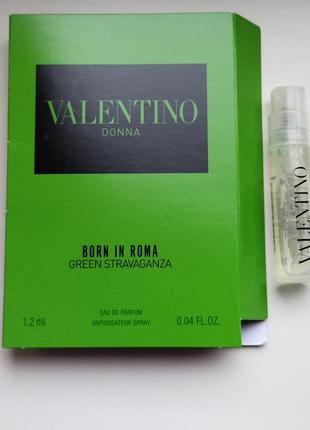 VALENTINO
DONNA
BORN IN ROMA
GREEN STRAVAGANZA
EAU DE PARFUM
1.2 ml VAPORISATEUR SPRAY 0.04 FL.OZ.
VALENTINO